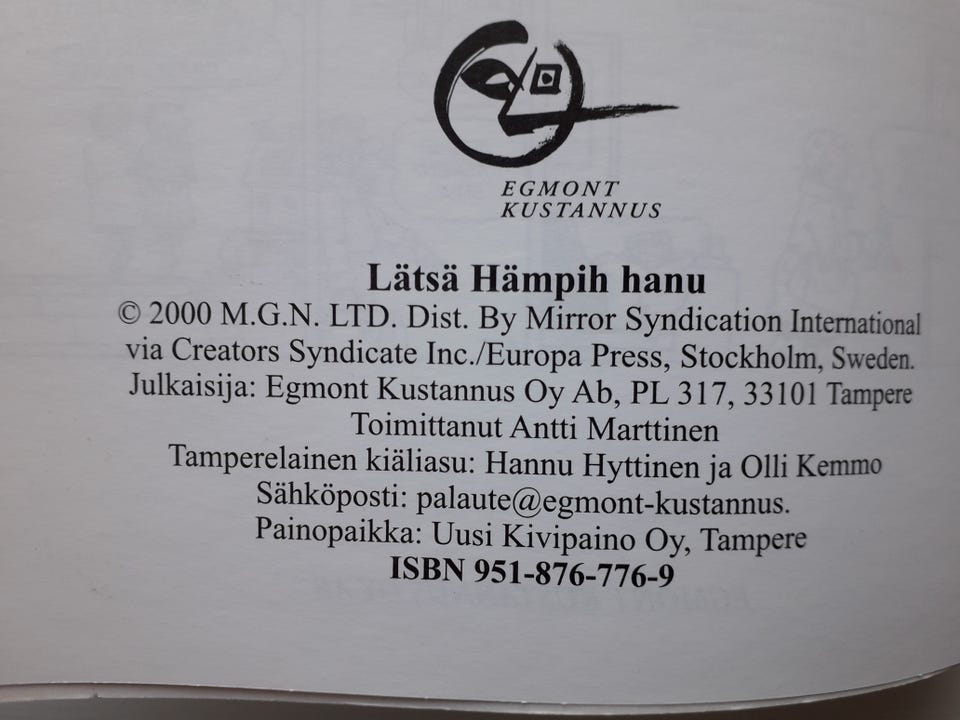 EGMONT
KUSTANNUS
Lätsä Hämpih hanu
© 2000 M.G.N. LTD. Dist. By Mirror Syndication International
via Creators Syndicate Inc./Europa Press, Stockholm, Sweden.
Julkaisija: Egmont Kustannus Oy Ab, PL 317, 33101 Tampere
Toimittanut Antti Marttinen
Tamperelainen kiäliasu: Hannu Hyttinen ja Olli Kemmo
Sähköposti: palaute@egmont-kustannus.
Painopaikka: Uusi Kivipaino Oy, Tampere
ISBN 951-876-776-9